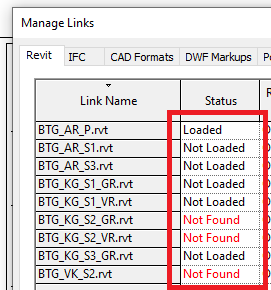 Manage Links
Revit IFC CAD Formats DWF Markups
Link Name Status
BTG_AR_P.rvt Loaded
BTG_AR_S1.rvt Not Loaded
BTG_AR_S3.rvt Not Loaded
BTG_KG_S1_GR.rvt Not Loaded
BTG_KG_S1_VR.rvt Not Loaded
BTG_KG_S2_GR.rvt Not Found
BTG_KG_S2_VR.rvt Not Found
BTG_KG_S3_GR.rvt Not Loaded
BTG_VK_S2.rvt Not Found